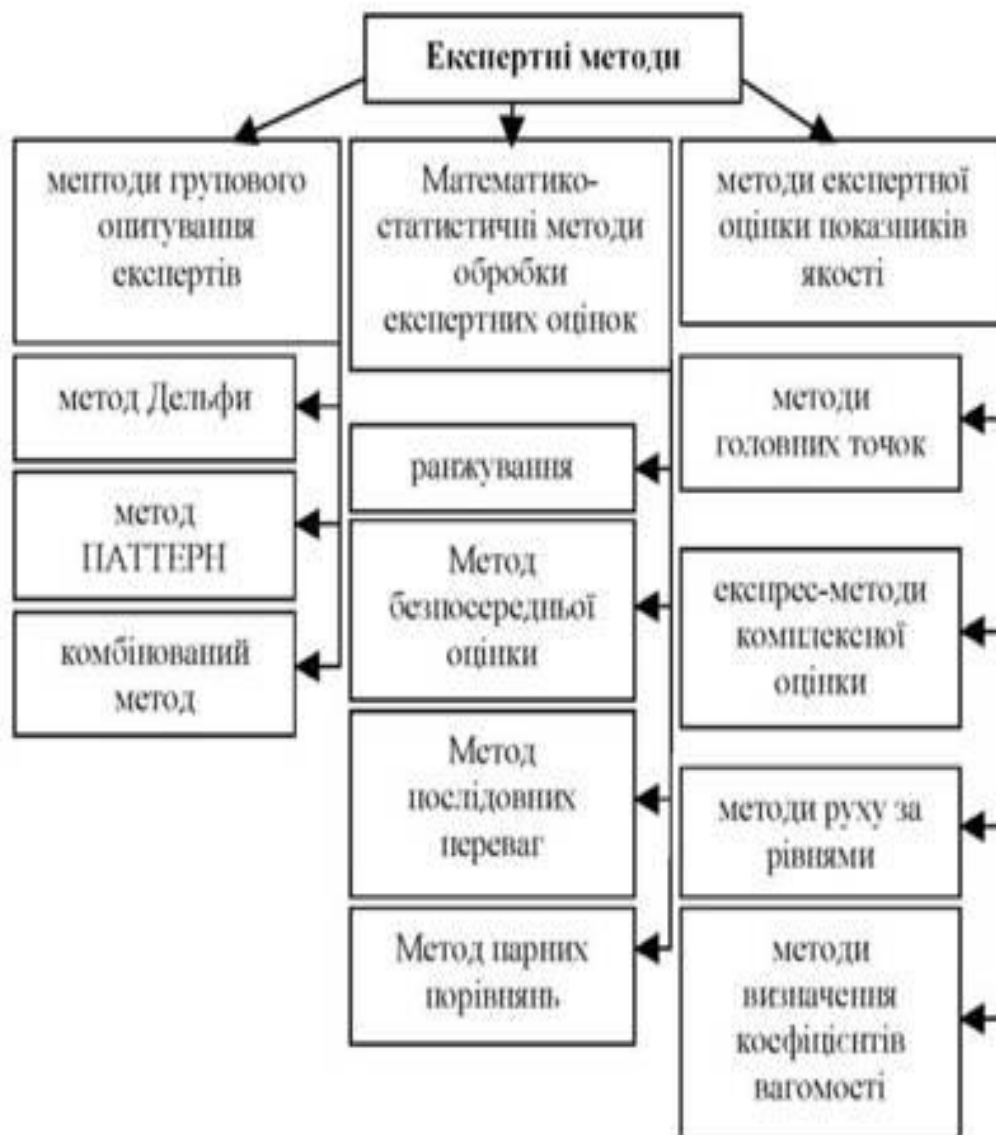 Експертні методи
мептоди групового
опитування
експертів
метод Дельфи
метод
ПАТТЕРН
комбінований
метод
Математико-
статистичні методи
обробки
експертних оцінок
ранжування
Метод
безпосередньої
оцінки
Метод
послідовних
переваг
Метод парних
порівнянь
методи експертної
оцінки показників
якості
методи
головних точок
експрес-методи
комплексної
оцінки
методи руху за
рівнями
методи
визначення
коефіцієнтів
вагомості